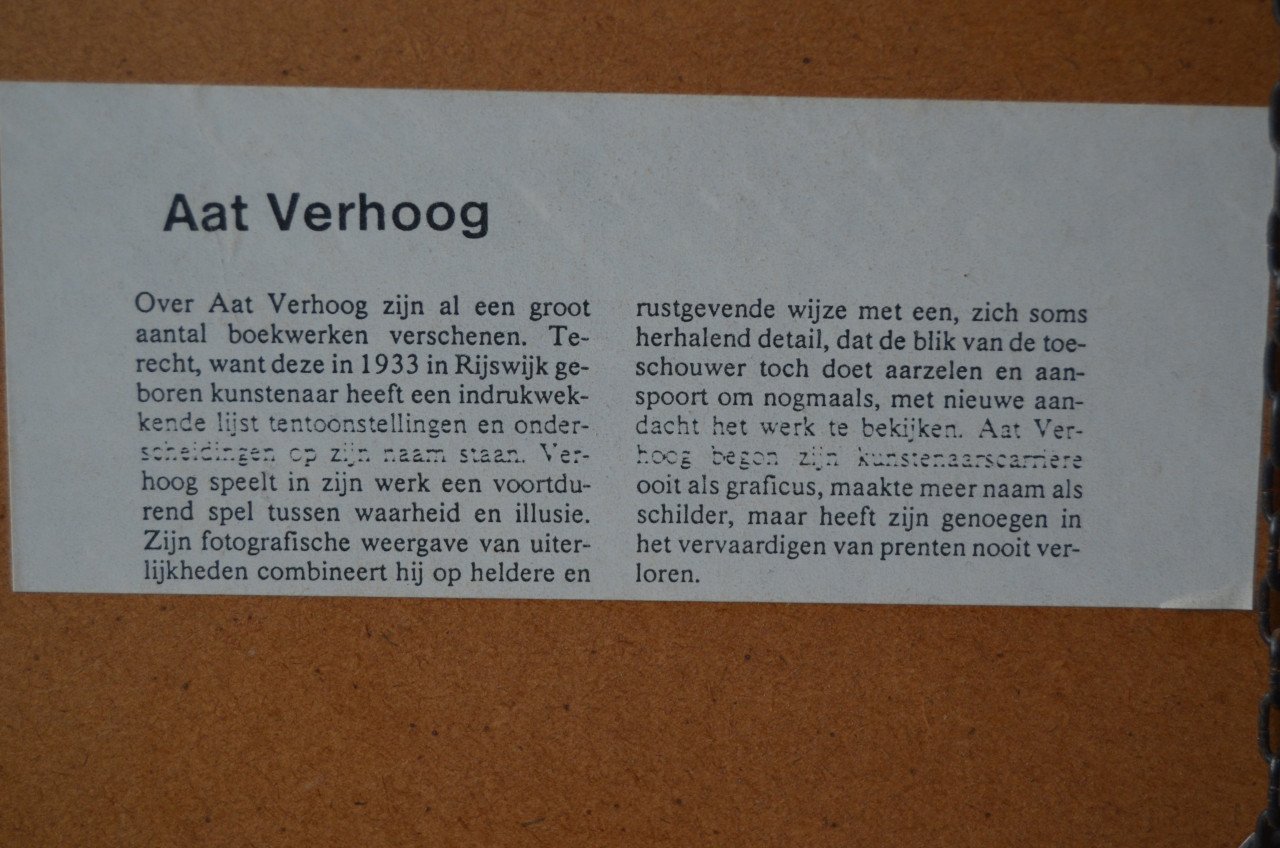 Aat Verhoog
Over Aat Verhoog zijn al een groot
aantal boekwerken verschenen. Te-
recht, want deze in 1933 in Rijswijk ge-
boren kunstenaar heeft een indrukwek-
kende lijst tentoonstellingen en onder-
scheidingen op zijn naam staan. Ver-
hoog speelt in zijn werk een voortdu-
rend spel tussen waarheid en illusie.
Zijn fotografische weergave van uiter-
lijkheden combineert hij op heldere en
rustgevende wijze met een, zich soms
herhalend detail, dat de blik van de toe-
schouwer toch doet aarzelen en aan-
spoort om nogmaals, met nieuwe aan-
dacht het werk te bekijken. Aat Ver-
hoog begon zijn kunstenaarscarriere
ooit als graficus, maakte meer naam als
schilder, maar heeft zijn genoegen in
het vervaardigen van prenten nooit ver-
loren.